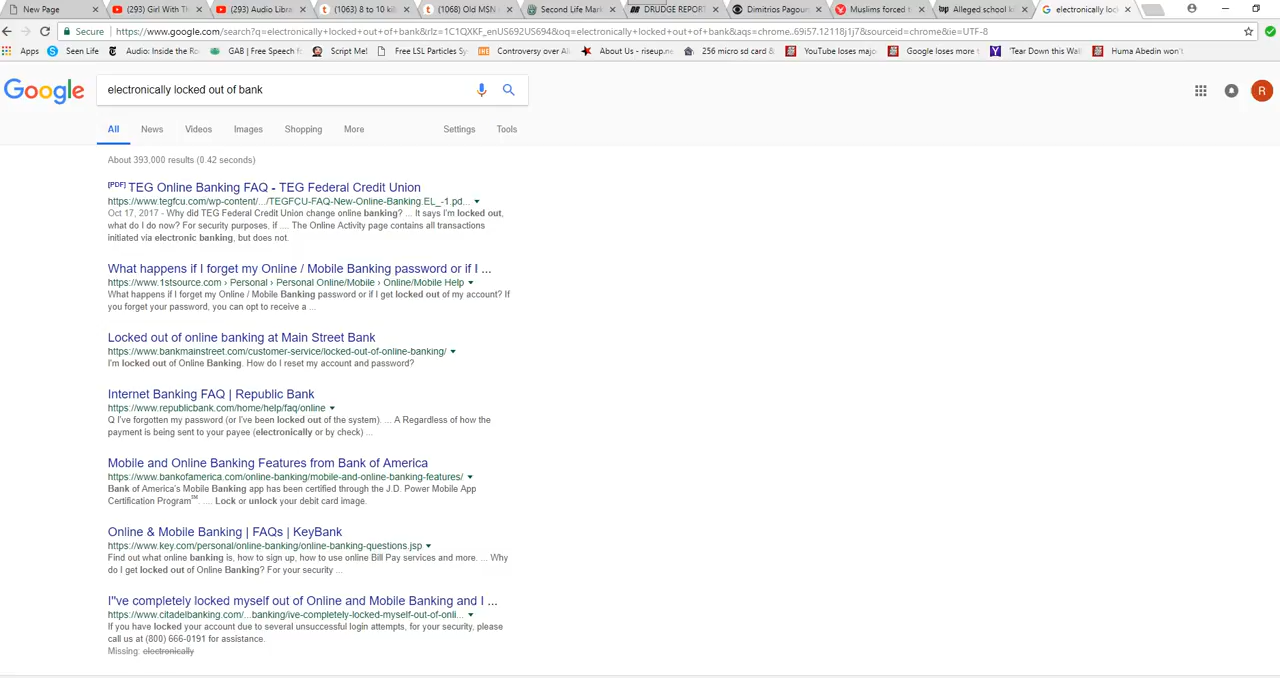 New Page
(293) Girl With Th
(293) Audio Libra
(1063) 8 to 10 kil
(1068) Old MSN
Second Life Mark
DRUDGE REPORT
Dimitrios Pagoun
Muslims forced t
Alleged school
electronically loc
Secure
https://www.google.com/search?q=electronically+locked+out+of+bank&rlz=1C1QXKF_enUS692US694&oq=electronically+locked+out+of+bank&aqs=chrome..69i57.12118j1j7&sourceid=chrome&ie=UTF-8
Apps
Seen Life
Audio: Inside the Ro
GAB | Free Speech fo
Script Me!
Free LSL Particles Sy
Controversy over Al
About Us - riseup.ne
256 micro sd card &
YouTube loses majo
Google loses more
'Tear Down this Wal
Huma Abedin won't
Google
electronically locked out of bank
R
All News Videos Images Shopping More Settings Tools
About 393,000 results (0.42 seconds)
[PDF] TEG Online Banking FAQ - TEG Federal Credit Union
https://www.tegfcu.com/wp-content/.../TEGFCU-FAQ-New-Online-Banking.EL_-1.pd...
Oct 17, 2017 - Why did TEG Federal Credit Union change online banking? ... It says I'm locked out,
what do I do now? For security purposes, if .... The Online Activity page contains all transactions
initiated via electronic banking, but does not.
What happens if I forget my Online / Mobile Banking password or if I ...
https://www.1stsource.com › Personal › Personal Online/Mobile › Online/Mobile Help
What happens if I forget my Online / Mobile Banking password or if I get locked out of my account? If
you forget your password, you can opt to receive a ...
Locked out of online banking at Main Street Bank
https://www.bankmainstreet.com/customer-service/locked-out-of-online-banking/
I'm locked out of Online Banking. How do I reset my account and password?
Internet Banking FAQ | Republic Bank
https://www.republicbank.com/home/help/faq/online
Q I've forgotten my password (or I've been locked out of the system). ... A Regardless of how the
payment is being sent to your payee (electronically or by check) ...
Mobile and Online Banking Features from Bank of America
https://www.bankofamerica.com/online-banking/mobile-and-online-banking-features/
Bank of America's Mobile Banking app has been certified through the J.D. Power Mobile App
Certification Program℠. ... Lock or unlock your debit card image.
Online & Mobile Banking | FAQs | KeyBank
https://www.key.com/personal/online-banking/online-banking-questions.jsp
Find out what online banking is, how to sign up, how to use online Bill Pay services and more. ... Why
do I get locked out of Online Banking? For your security ...
I"ve completely locked myself out of Online and Mobile Banking and I ...
https://www.citadelbanking.com/...banking/ive-completely-locked-myself-out-of-onli...
If you have locked your account due to several unsuccessful login attempts, for your security, please
call us at (800) 666-0191 for assistance.
Missing: electronically